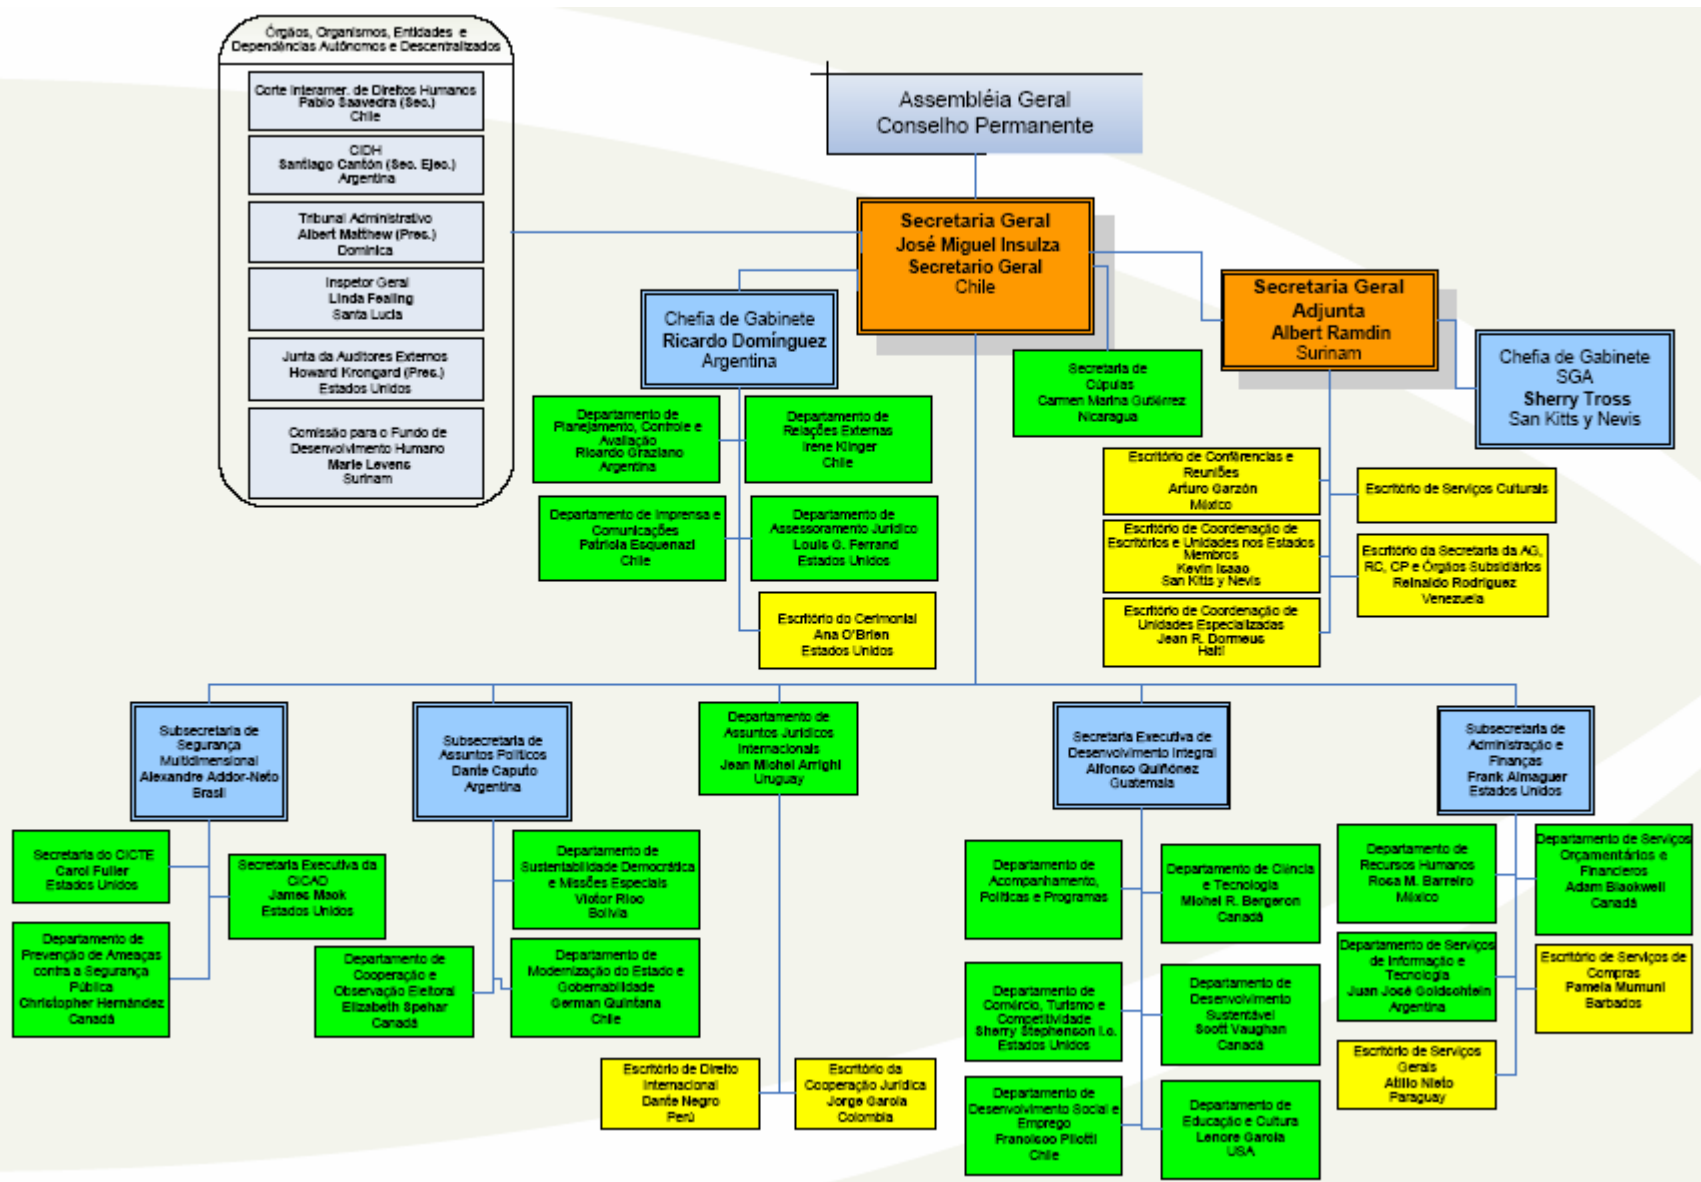 Órgãos, Organismos, Entidades e
Dependências Autônomos e Descentralizados
Corte Interamer. de Direitos Humanos
Pablo Saavedra (Sec.)
Chile
CIDH
Santiago Cantón (Sec. Ejec.)
Argentina
Tribunal Administrativo
Albert Matthew (Pres.)
Dominica
Inspetor Geral
Linda Fealing
Santa Lucia
Junta da Auditores Externos
Howard Krongard (Pres.)
Estados Unidos
Comissão para o Fundo de
Desenvolvimento Humano
Marie Levens
Surinam
Assembléia Geral
Conselho Permanente
Secretaria Geral
José Miguel Insulza
Secretario Geral
Chile
Secretaria Geral
Adjunta
Albert Ramdin
Surinam
Chefia de Gabinete
SGA
Sherry Tross
San Kitts y Nevis
Chefia de Gabinete
Ricardo Domínguez
Argentina
Secretaria de
Cúpulas
Carmen Marina Gutiérrez
Nicaragua
Departamento de
Planejamento, Controle e
Avaliação
Ricardo Graziano
Argentina
Departamento de
Relações Externas
Irene Klinger
Chile
Departamento de Imprensa e
Comunicações
Patricia Esquenazi
Chile
Departamento de
Assessoramento Jurídico
Louis G. Ferrand
Estados Unidos
Escritório do Cerimonial
Ana O'Brien
Estados Unidos
Escritório de Conferencias e
Reuniões
Arturo Garzón
México
Escritório de Serviços Culturais
Escritório de Coordenação de
Escritórios e Unidades nos Estados
Membros
Kevin Isaac
San Kitts y Nevis
Escritório da Secretaria da AG,
RC, CP e Órgãos Subsidiários
Reinaldo Rodriguez
Venezuela
Escritório de Coordenação de
Unidades Especializadas
Jean R. Dormeus
Haiti
Subsecretaria de
Segurança
Multidimensional
Alexandre Addor-Neto
Brasil
Subsecretaria de
Assuntos Políticos
Dante Caputo
Argentina
Departamento de
Assuntos Jurídicos
Internacionais
Jean Michel Arrighi
Uruguay
Secretaria Executiva de
Desenvolvimento Integral
Alfonso Quiñónez
Guatemala
Subsecretaria de
Administração e
Finanças
Frank Almaguer
Estados Unidos
Secretaria do CICTE
Carol Fuller
Estados Unidos
Secretaria Executiva da
CICAD
James Mack
Estados Unidos
Departamento de
Prevenção de Ameaças
contra a Segurança
Pública
Christopher Hernández
Canadá
Departamento de
Sustentabilidade Democrática
e Missões Especiais
Victor Rico
Bolivia
Departamento de
Cooperação e
Observação Eleitoral
Elizabeth Spehar
Canadá
Departamento de
Modernização do Estado e
Gobernabilidade
German Quintana
Chile
Escritório de Direito
Internacional
Dante Negro
Perú
Escritório da
Cooperação Jurídica
Jorge Garcia
Colombia
Departamento de
Acompanhamento,
Políticas e Programas
Departamento de Ciência
e Tecnologia
Michel R. Bergeron
Canadá
Departamento de
Comércio, Turismo e
Competitividade
Sherry Stephenson i.c.
Estados Unidos
Departamento de
Desenvolvimento
Sustentável
Scott Vaughan
Canadá
Departamento de
Desenvolvimento Social e
Emprego
Francisco Pilotti
Chile
Departamento de
Educação e Cultura
Lenore Garcia
USA
Departamento de
Recursos Humanos
Rosa M. Barreiro
México
Departamento de Serviços
Orçamentários e
Financeiros
Adam Blackwell
Canadá
Departamento de Serviços
de Informação e
Tecnologia
Juan José Goldschtein
Argentina
Escritório de Serviços de
Compras
Pamela Mumuni
Barbados
Escritório de Serviços
Gerais
Atilio Nieto
Paraguay